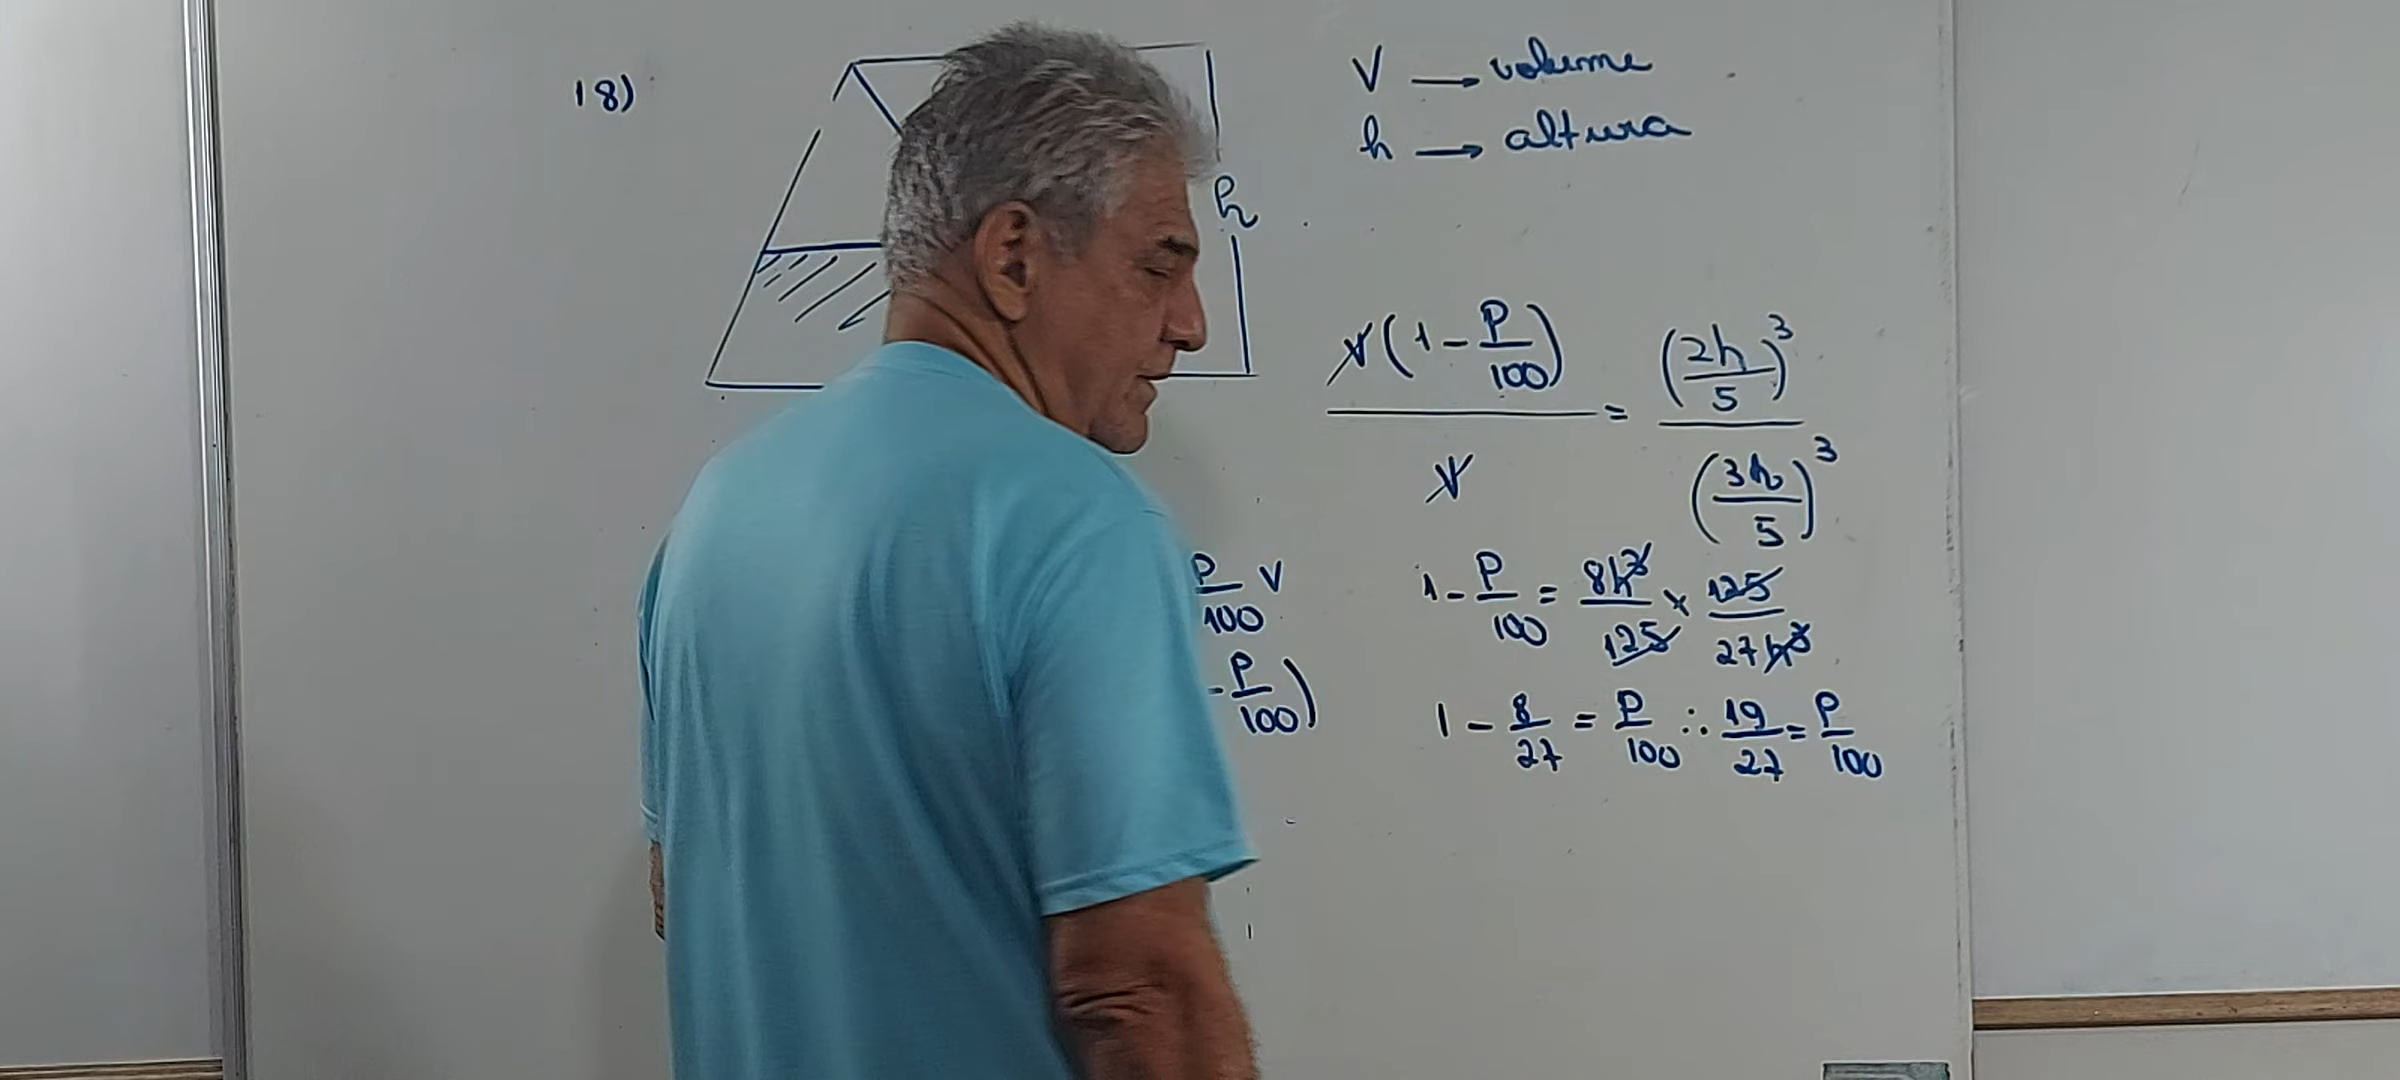 18)
V → volume
h → altura
h
V(1 - P/100) / V = (2h/5)³ / (3h/5)³
P/100 V
- P/100)
1 - P/100 = 8h³/125 × 125/27h³
1 - 8/27 = P/100 ∴ 19/27 = P/100